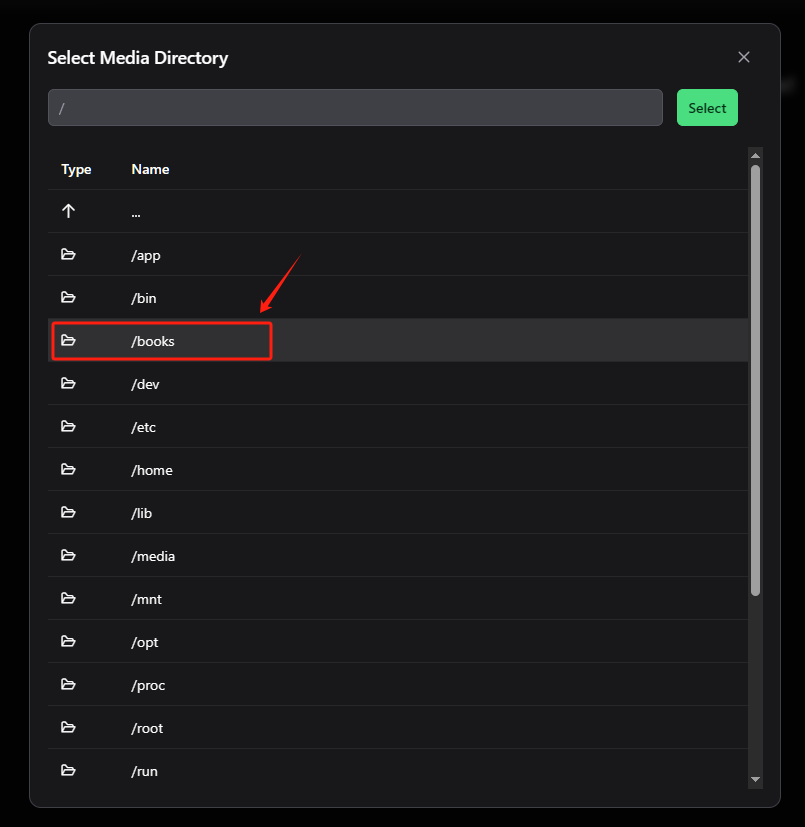 Select Media Directory
/
Select
Type Name
...
/app
/bin
/books
/dev
/etc
/home
/lib
/media
/mnt
/opt
/proc
/root
/run